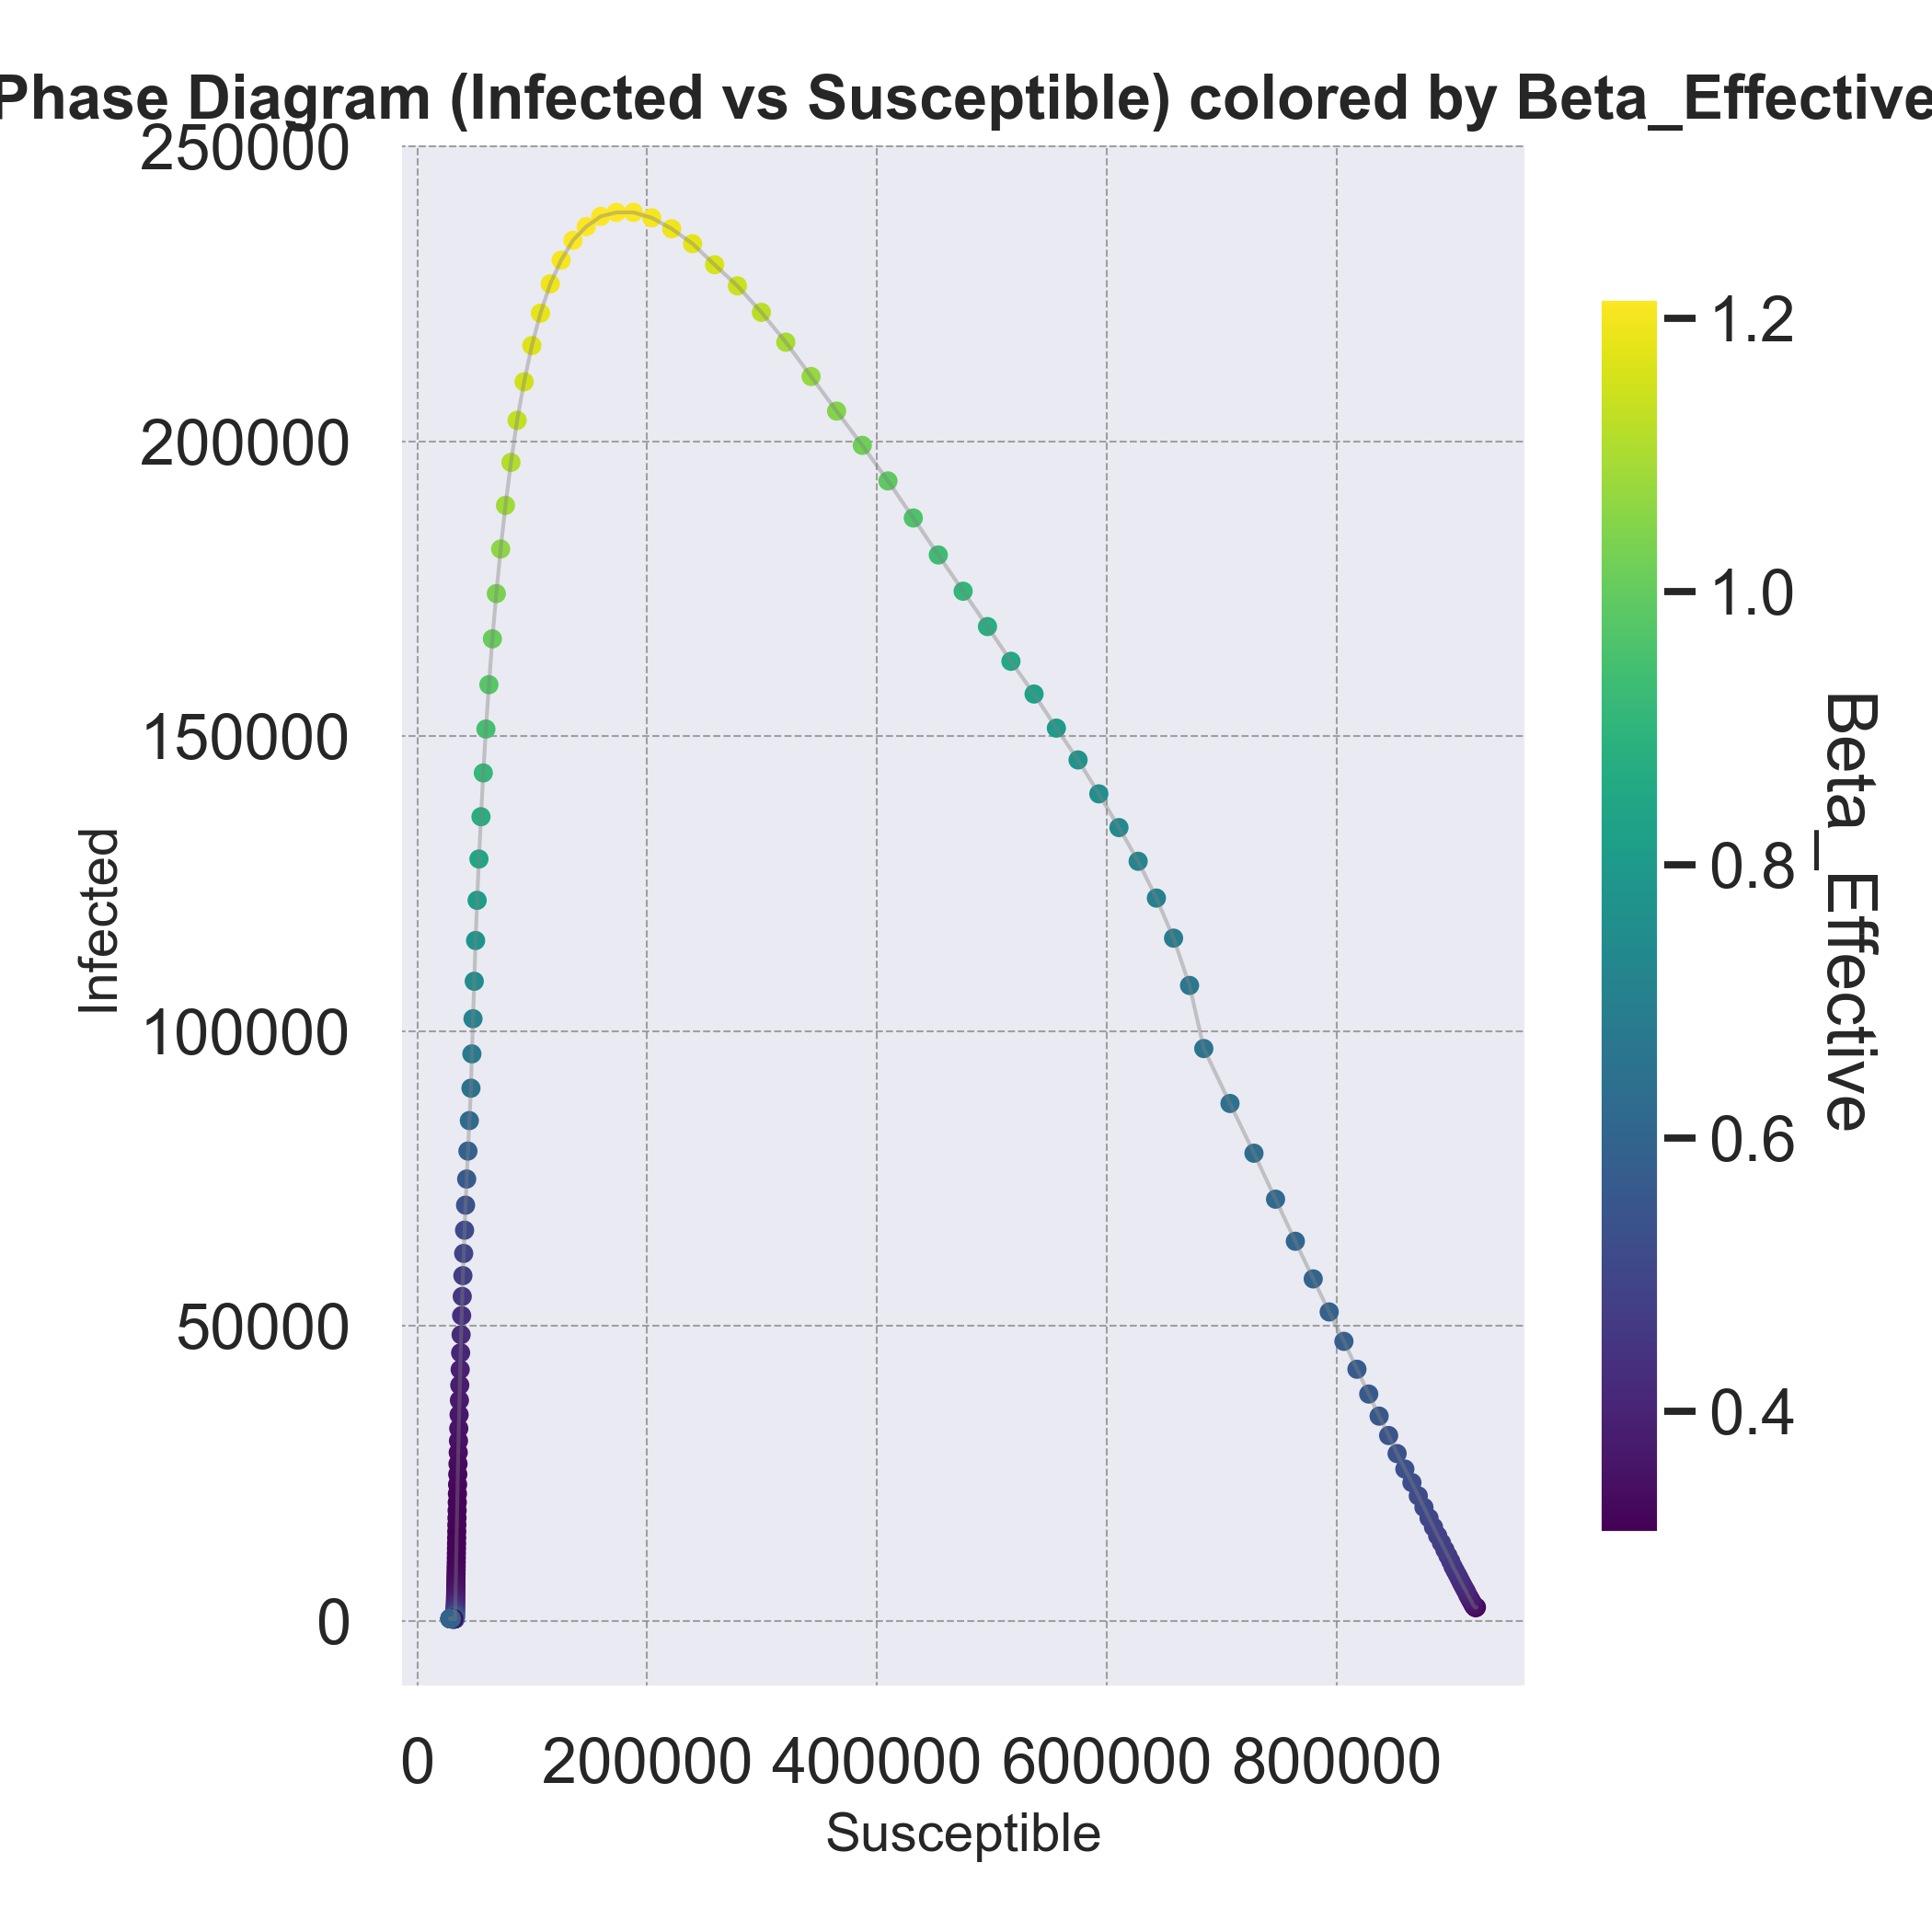 Phase Diagram (Infected vs Susceptible) colored by Beta_Effective
250000
200000
150000
100000
50000
0
Infected
0 200000 400000 600000 800000
Susceptible
1.2
1.0
0.8
0.6
0.4
Beta_Effective